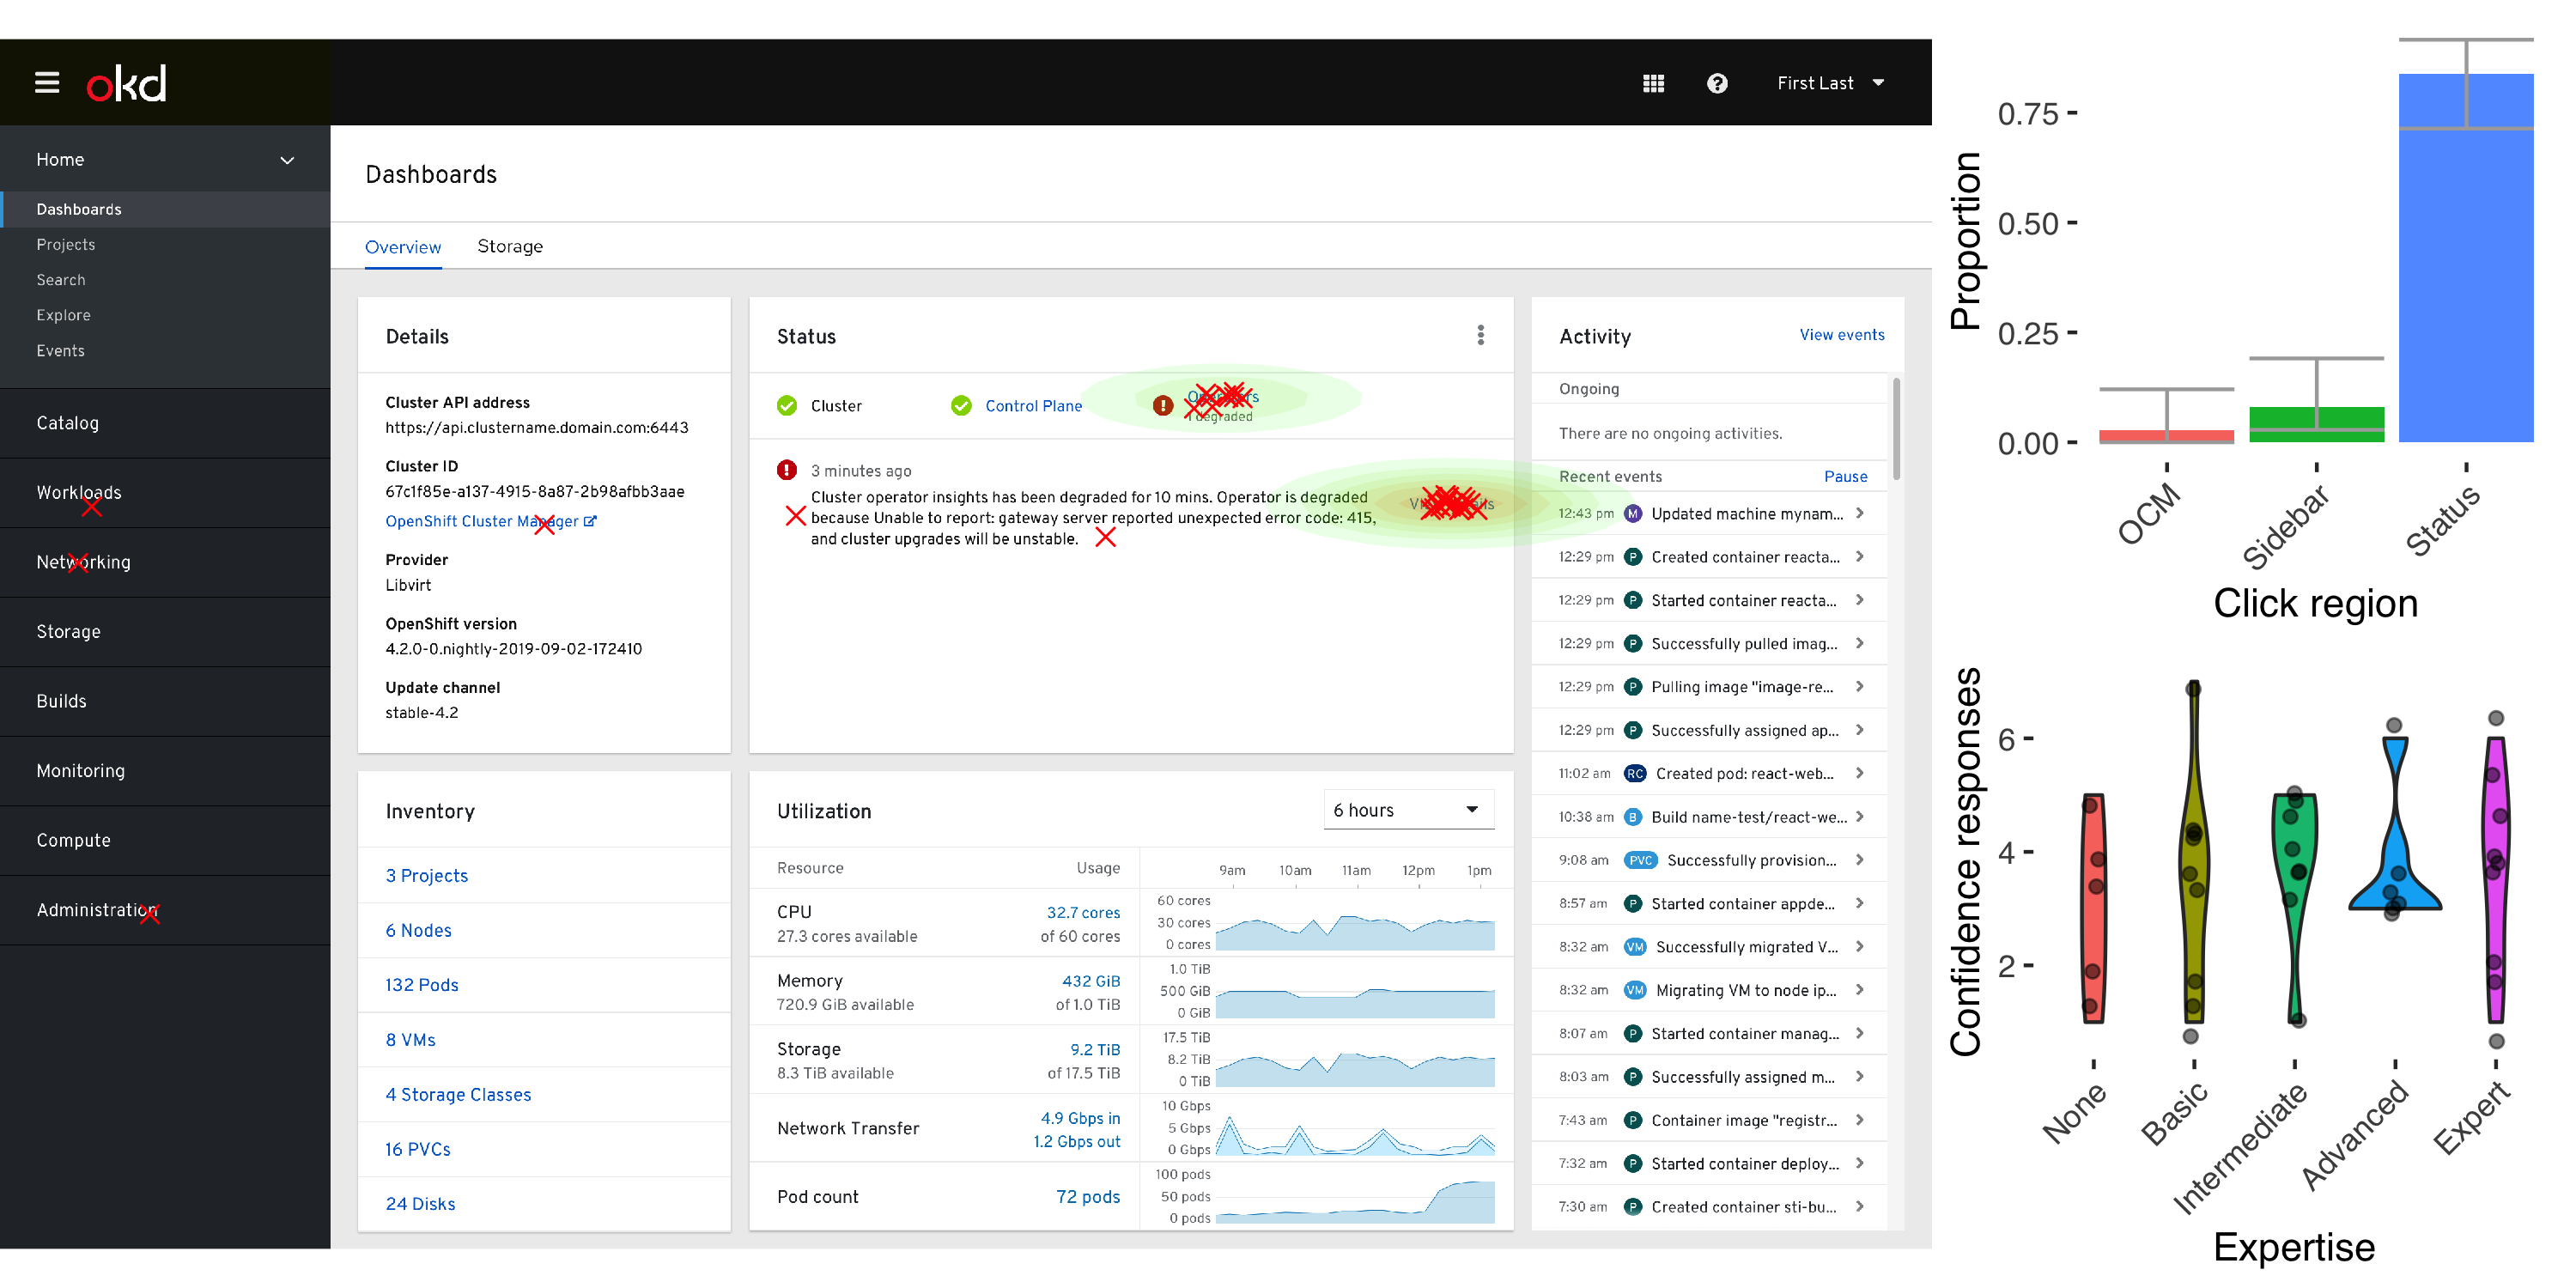 okd
First Last
Home
Dashboards
Projects
Search
Explore
Events
Catalog
Workloads
Networking
Storage
Builds
Monitoring
Compute
Administration
Dashboards
Overview
Storage
Details
Cluster API address
https://api.clustername.domain.com:6443
Cluster ID
67c1f85e-a137-4915-8a87-2b98afbb3aae
OpenShift Cluster Manager
Provider
Libvirt
OpenShift version
4.2.0-0.nightly-2019-09-02-172410
Update channel
stable-4.2
Status
Cluster
Control Plane
1 degraded
3 minutes ago
Cluster operator insights has been degraded for 10 mins. Operator is degraded
because Unable to report: gateway server reported unexpected error code: 415,
and cluster upgrades will be unstable.
Activity
View events
Ongoing
There are no ongoing activities.
Recent events
Pause
12:43 pm M Updated machine mynam...
12:29 pm P Created container reacta...
12:29 pm P Started container reacta...
12:29 pm P Successfully pulled imag...
12:29 pm P Pulling image "image-re...
12:29 pm P Successfully assigned ap...
11:02 am RC Created pod: react-web...
10:38 am B Build name-test/react-we...
9:08 am PVC Successfully provision...
8:57 am P Started container appde...
8:32 am VM Successfully migrated V...
8:32 am VM Migrating VM to node ip...
8:07 am P Started container manag...
8:03 am P Successfully assigned m...
7:43 am P Container image "registr...
7:32 am P Started container deploy...
7:30 am P Created container sti-bu...
Inventory
3 Projects
6 Nodes
132 Pods
8 VMs
4 Storage Classes
16 PVCs
24 Disks
Utilization
6 hours
Resource
Usage
9am 10am 11am 12pm 1pm
CPU
27.3 cores available
32.7 cores
of 60 cores
60 cores
30 cores
0 cores
Memory
720.9 GiB available
432 GiB
of 1.0 TiB
1.0 TiB
500 GiB
0 GiB
Storage
8.3 TiB available
9.2 TiB
of 17.5 TiB
17.5 TiB
8.2 TiB
0 TiB
Network Transfer
4.9 Gbps in
1.2 Gbps out
10 Gbps
5 Gbps
0 Gbps
Pod count
72 pods
100 pods
50 pods
0 pods
Proportion
0.75
0.50
0.25
0.00
OCM
Sidebar
Status
Click region
Confidence responses
6
4
2
None
Basic
Intermediate
Advanced
Expert
Expertise